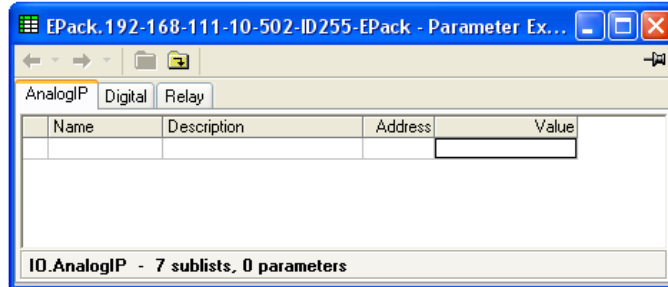 EPack.192-168-111-10-502-ID255-EPack - Parameter Ex...
AnalogIP Digital Relay
Name Description Address Value
IO.AnalogIP - 7 sublists, 0 parameters